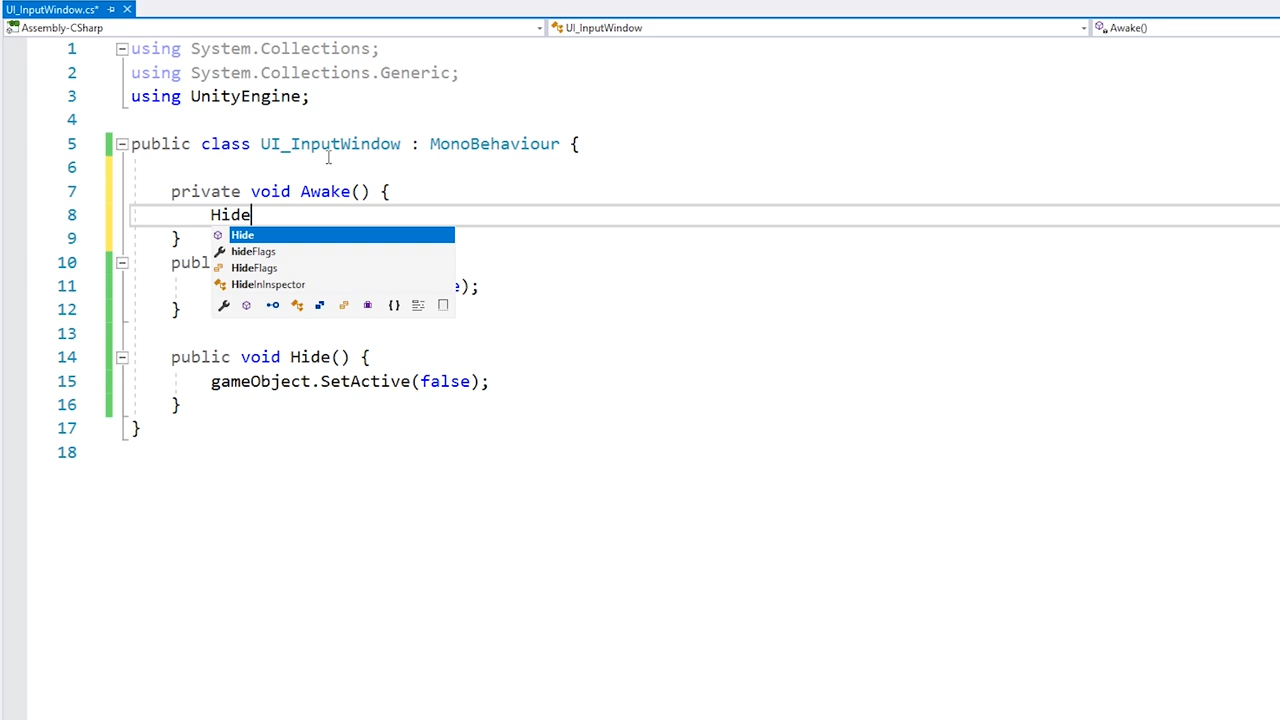 UI_InputWindow.cs*
Assembly-CSharp UI_InputWindow Awake()
1 using System.Collections;
2 using System.Collections.Generic;
3 using UnityEngine;
4
5 public class UI_InputWindow : MonoBehaviour {
6
7 private void Awake() {
8 Hide
9 }
Hide
hideFlags
HideFlags
HideInInspector
10 publ
11 e);
12 }
13
14 public void Hide() {
15 gameObject.SetActive(false);
16 }
17 }
18